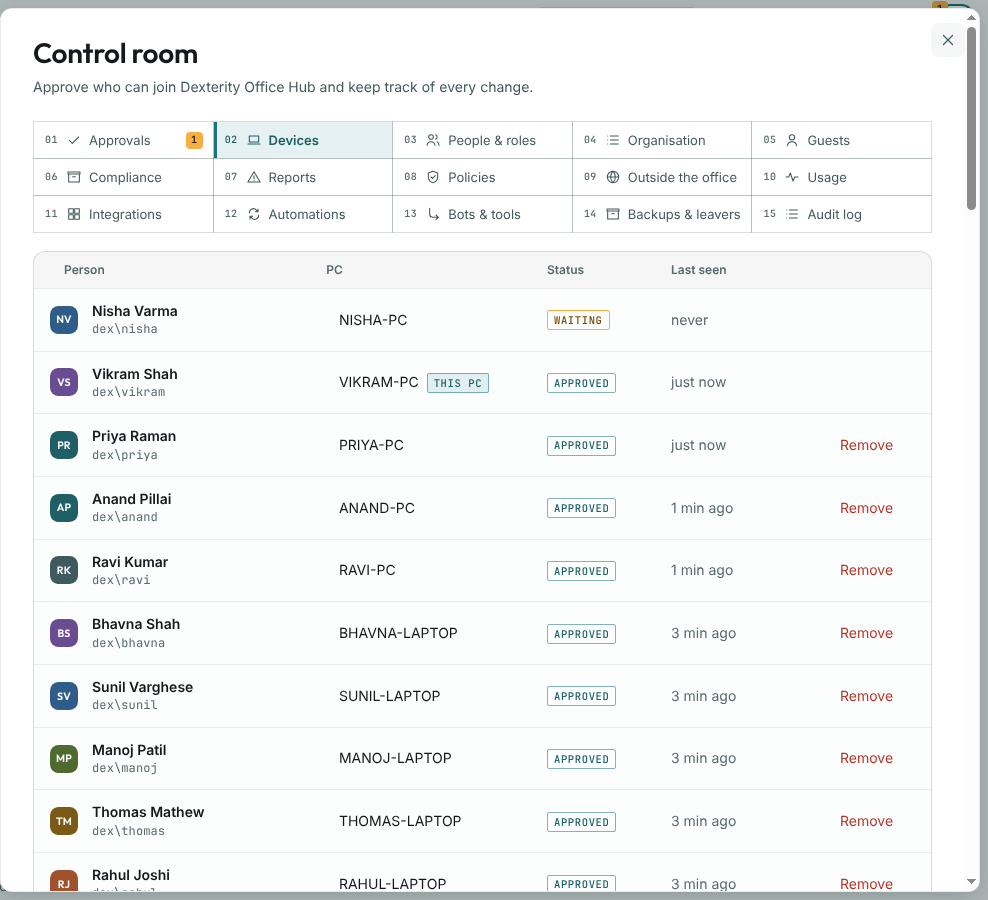 Control room
Approve who can join Dexterity Office Hub and keep track of every change.
01 Approvals 1
02 Devices
03 People & roles
04 Organisation
05 Guests
06 Compliance
07 Reports
08 Policies
09 Outside the office
10 Usage
11 Integrations
12 Automations
13 Bots & tools
14 Backups & leavers
15 Audit log
Person PC Status Last seen
NV Nisha Varma NISHA-PC WAITING never
dex\nisha
VS Vikram Shah VIKRAM-PC THIS PC APPROVED just now
dex\vikram
PR Priya Raman PRIYA-PC APPROVED just now Remove
dex\priya
AP Anand Pillai ANAND-PC APPROVED 1 min ago Remove
dex\anand
RK Ravi Kumar RAVI-PC APPROVED 1 min ago Remove
dex\ravi
BS Bhavna Shah BHAVNA-LAPTOP APPROVED 3 min ago Remove
dex\bhavna
SV Sunil Varghese SUNIL-LAPTOP APPROVED 3 min ago Remove
dex\sunil
MP Manoj Patil MANOJ-LAPTOP APPROVED 3 min ago Remove
dex\manoj
TM Thomas Mathew THOMAS-LAPTOP APPROVED 3 min ago Remove
dex\thomas
RJ Rahul Joshi RAHUL-LAPTOP APPROVED 3 min ago Remove